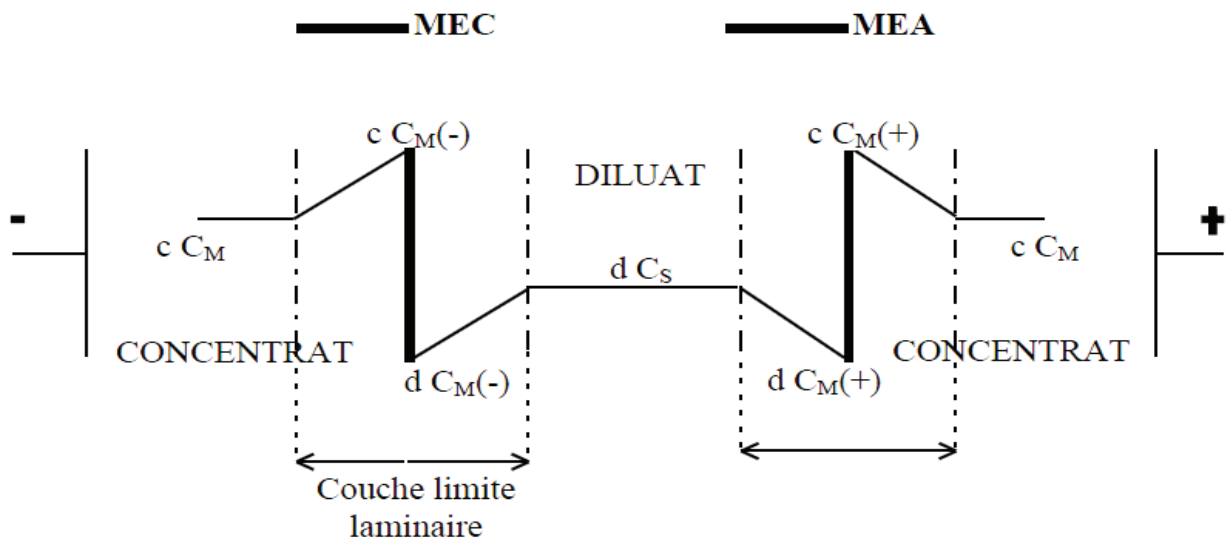 MEC
MEA
c C_M(-)
c C_M(+)
DILUAT
-
+
c C_M
d C_S
c C_M
CONCENTRAT
CONCENTRAT
d C_M(-)
d C_M(+)
Couche limite
laminaire